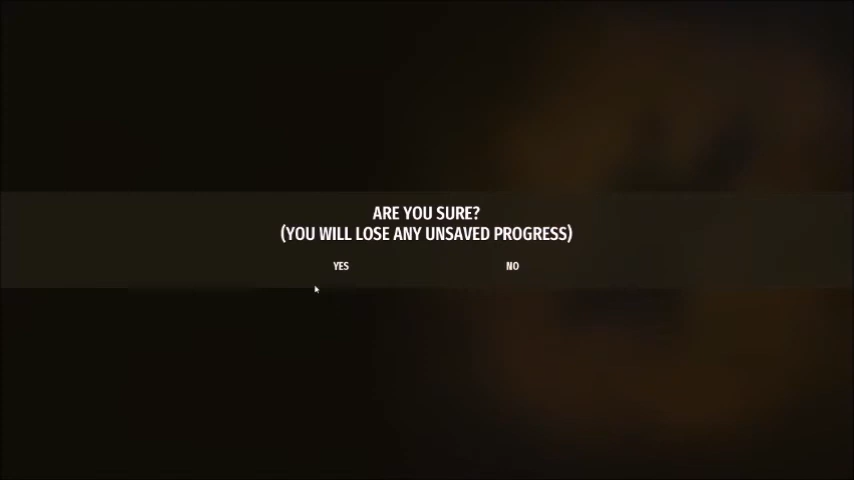 ARE YOU SURE?
(YOU WILL LOSE ANY UNSAVED PROGRESS)
YES NO